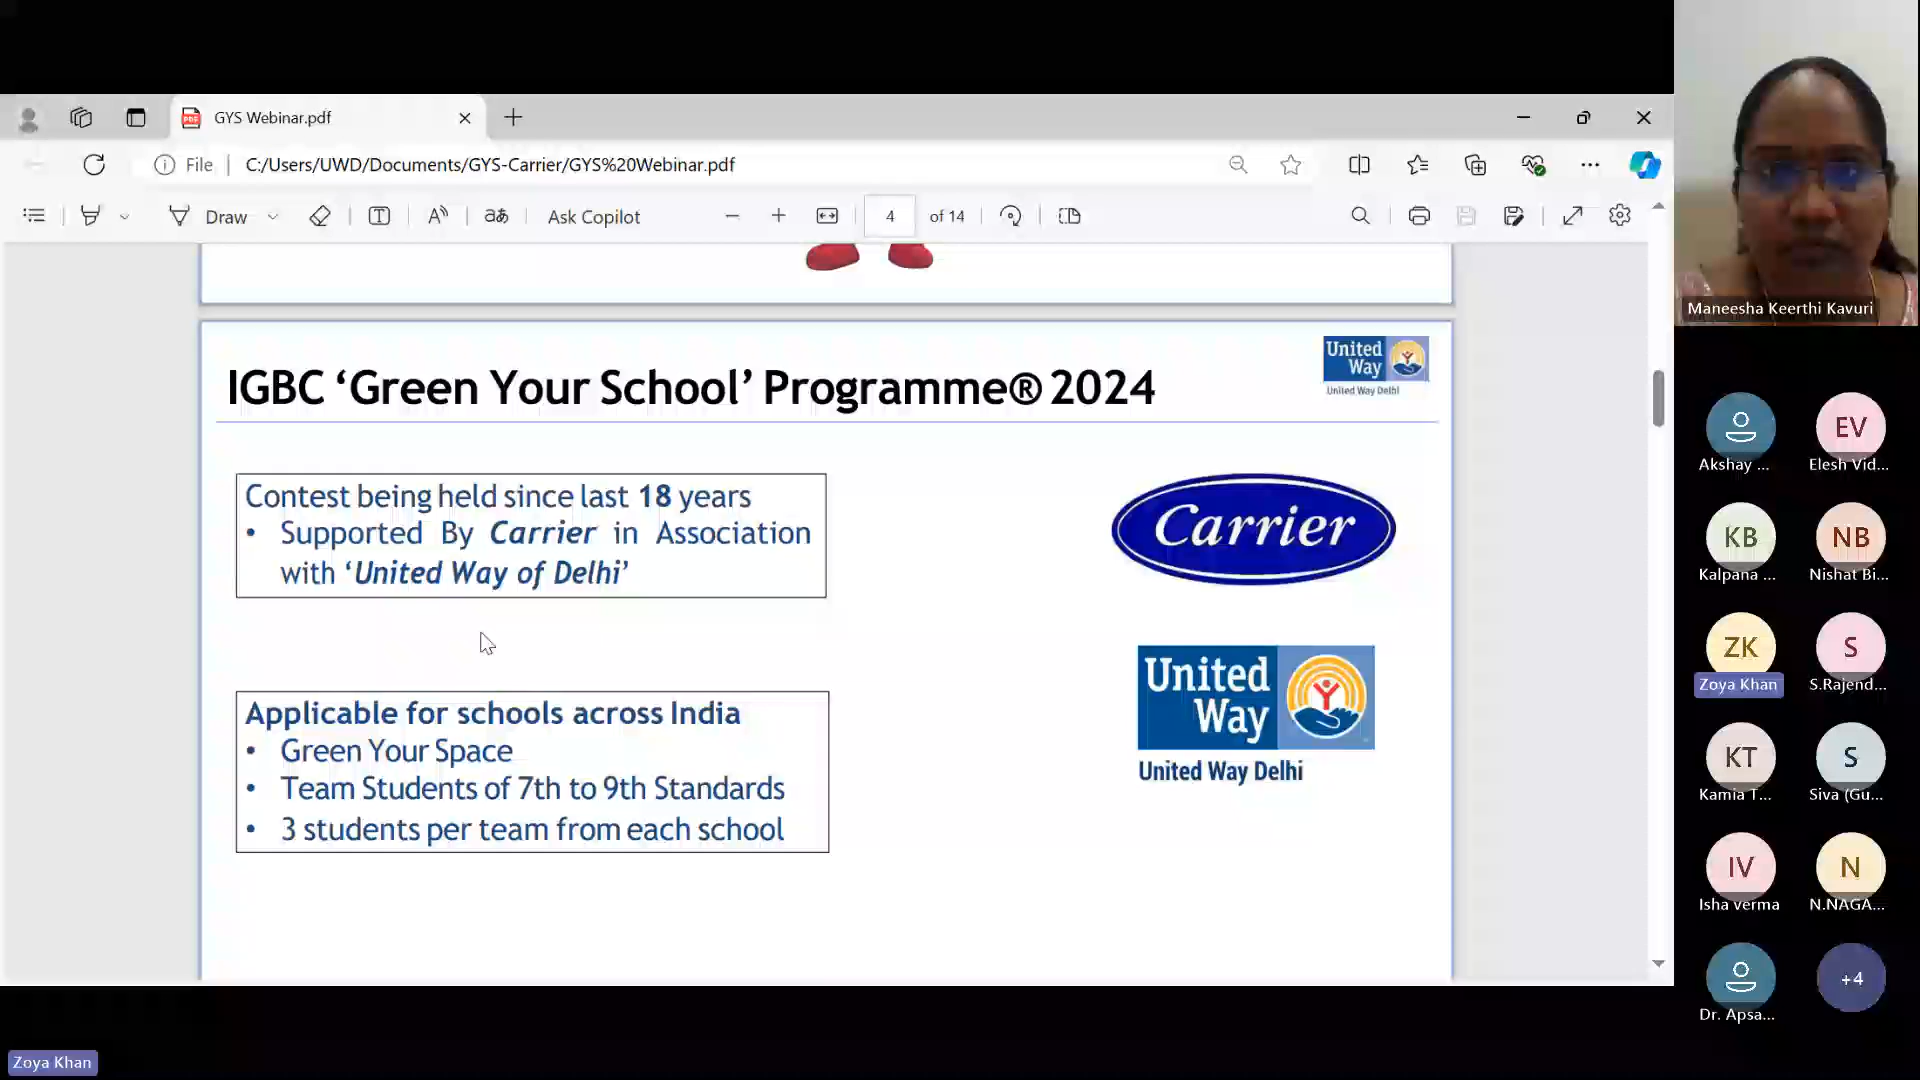 GYS Webinar.pdf
File
C:/Users/UWD/Documents/GYS-Carrier/GYS%20Webinar.pdf
Draw
Ask Copilot
4 of 14
IGBC ‘Green Your School’ Programme® 2024
United
Way
United Way Delhi
Contest being held since last 18 years
• Supported By Carrier in Association
with ‘United Way of Delhi’
Carrier
Applicable for schools across India
• Green Your Space
• Team Students of 7th to 9th Standards
• 3 students per team from each school
United
Way
United Way Delhi
Maneesha Keerthi Kavuri
EV
Akshay ...
Elesh Vid...
KB
NB
Kalpana ...
Nishat Bi...
ZK
S
Zoya Khan
S.Rajend...
KT
S
Kamia T...
Siva (Gu...
IV
N
Isha verma
N.NAGA...
+4
Dr. Apsa...
Zoya Khan